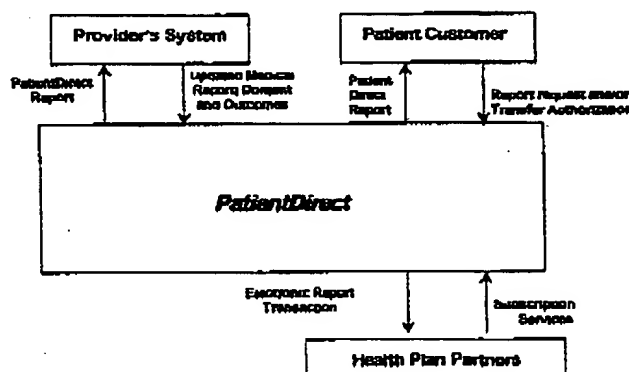 Provider's System
Patient Customer
PatientDirect
Report
Updated Medical
Report, Consent
and Outcomes
Patient
Direct
Report
Report request and/or
Transfer Authorization
PatientDirect
Electronic Report
Transaction
Subscription
Services
Health Plan Partners